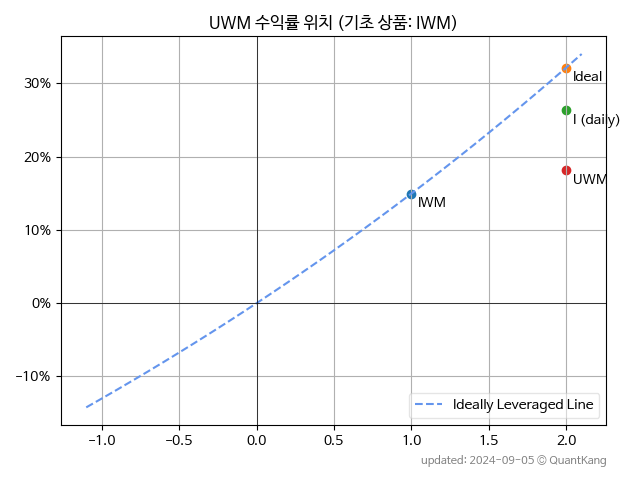 UWM 수익률 위치 (기초 상품: IWM)
30%
20%
10%
0%
−10%
Ideal
I (daily)
UWM
IWM
Ideally Leveraged Line
−1.0 −0.5 0.0 0.5 1.0 1.5 2.0
updated: 2024-09-05 © QuantKang